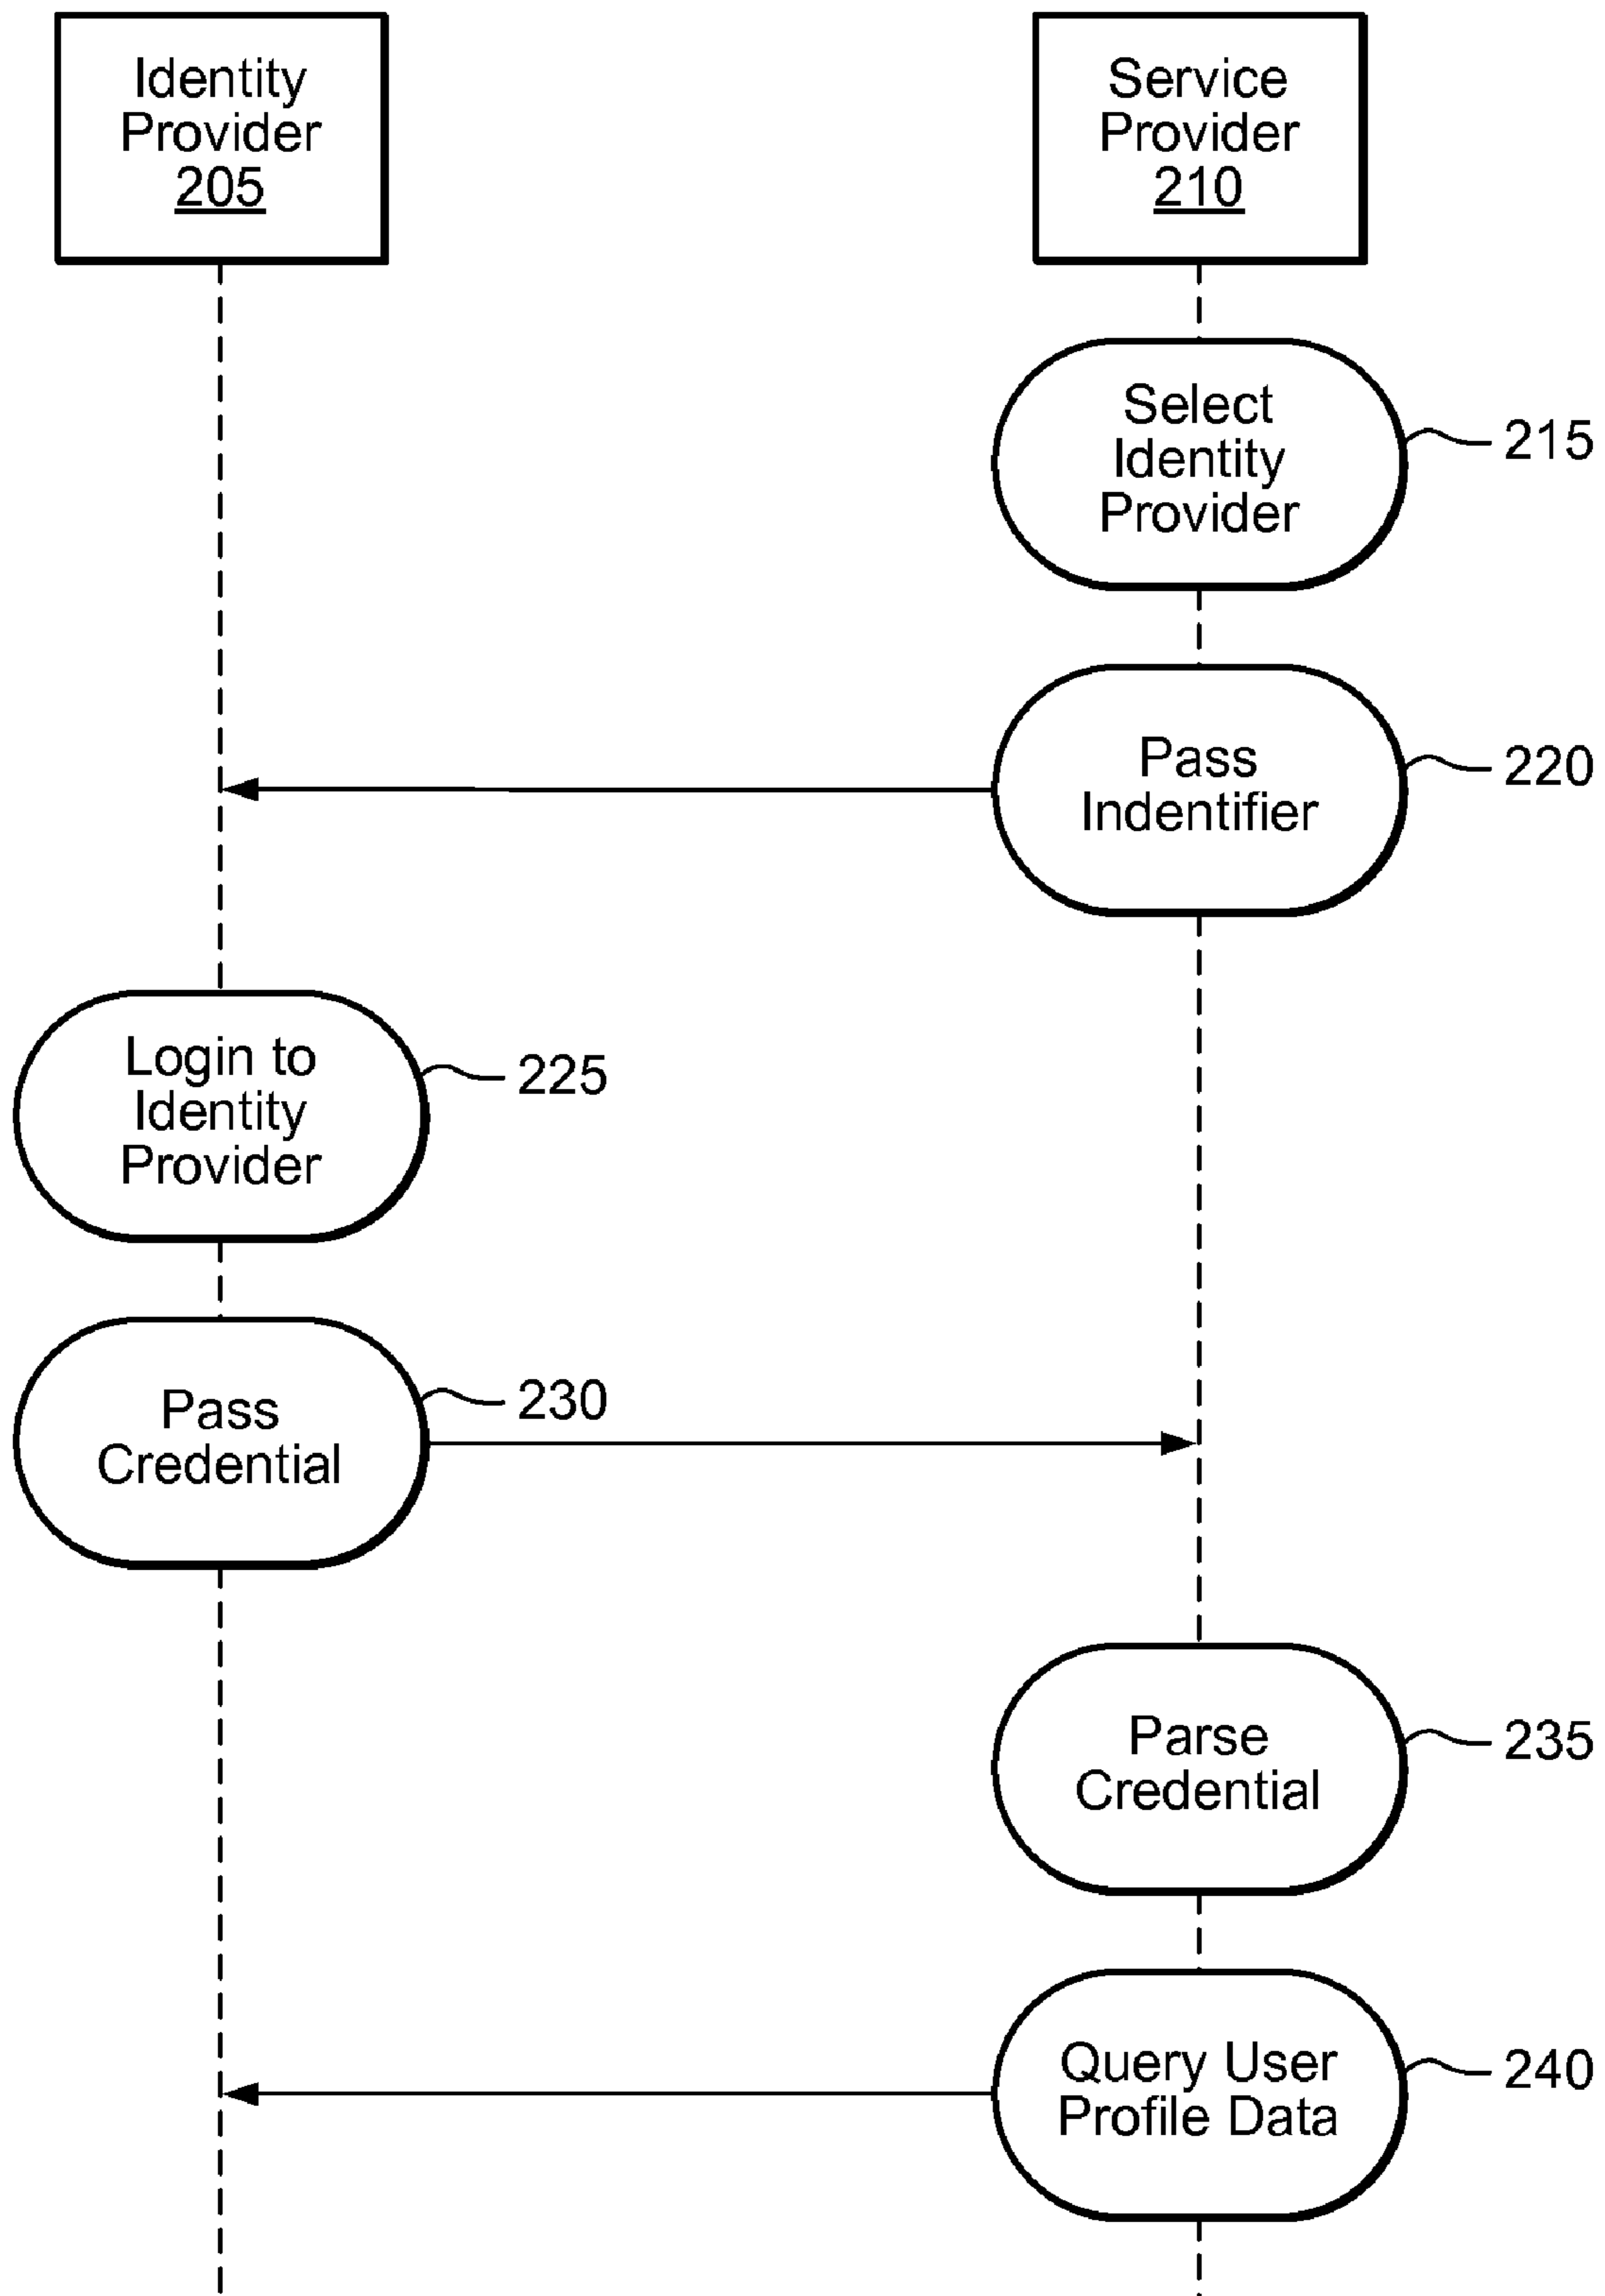 Identity
Provider
205
Service
Provider
210
Select
Identity
Provider
215
Pass
Indentifier
220
Login to
Identity
Provider
225
Pass
Credential
230
Parse
Credential
235
Query User
Profile Data
240